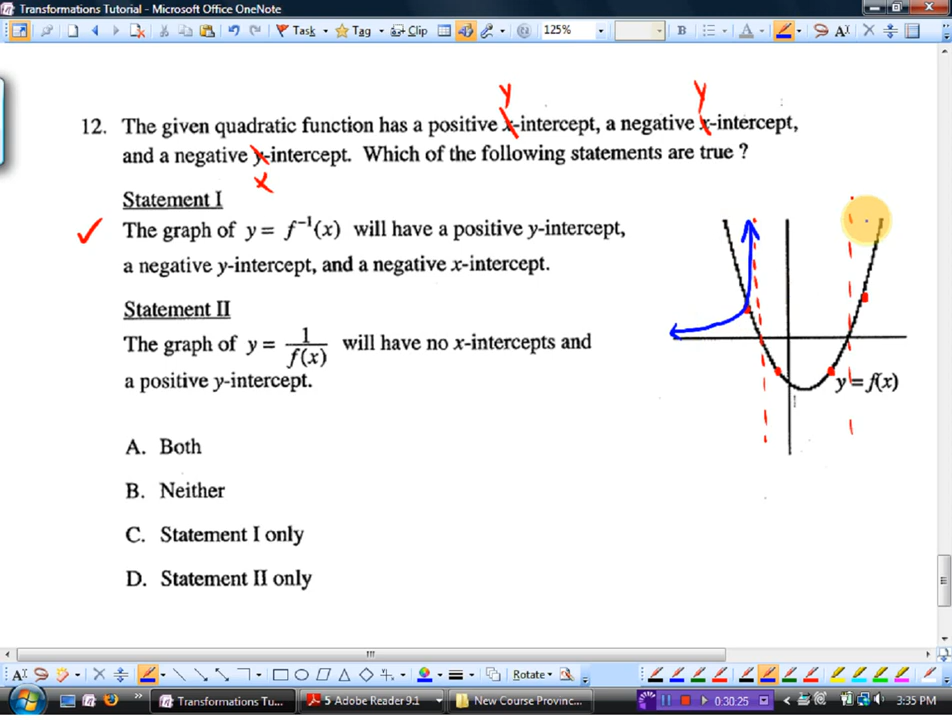 Transformations Tutorial - Microsoft Office OneNote
Task Tag Clip 125% B A
y y
12. The given quadratic function has a positive x-intercept, a negative x-intercept,
and a negative y-intercept. Which of the following statements are true ?
x
Statement I
The graph of y = f⁻¹(x) will have a positive y-intercept,
a negative y-intercept, and a negative x-intercept.
Statement II
The graph of y = 1/f(x) will have no x-intercepts and
a positive y-intercept.
y = f(x)
A. Both
B. Neither
C. Statement I only
D. Statement II only
Rotate
Transformations Tu...
5 Adobe Reader 9.1
New Course Provinc...
0:30:25
3:35 PM